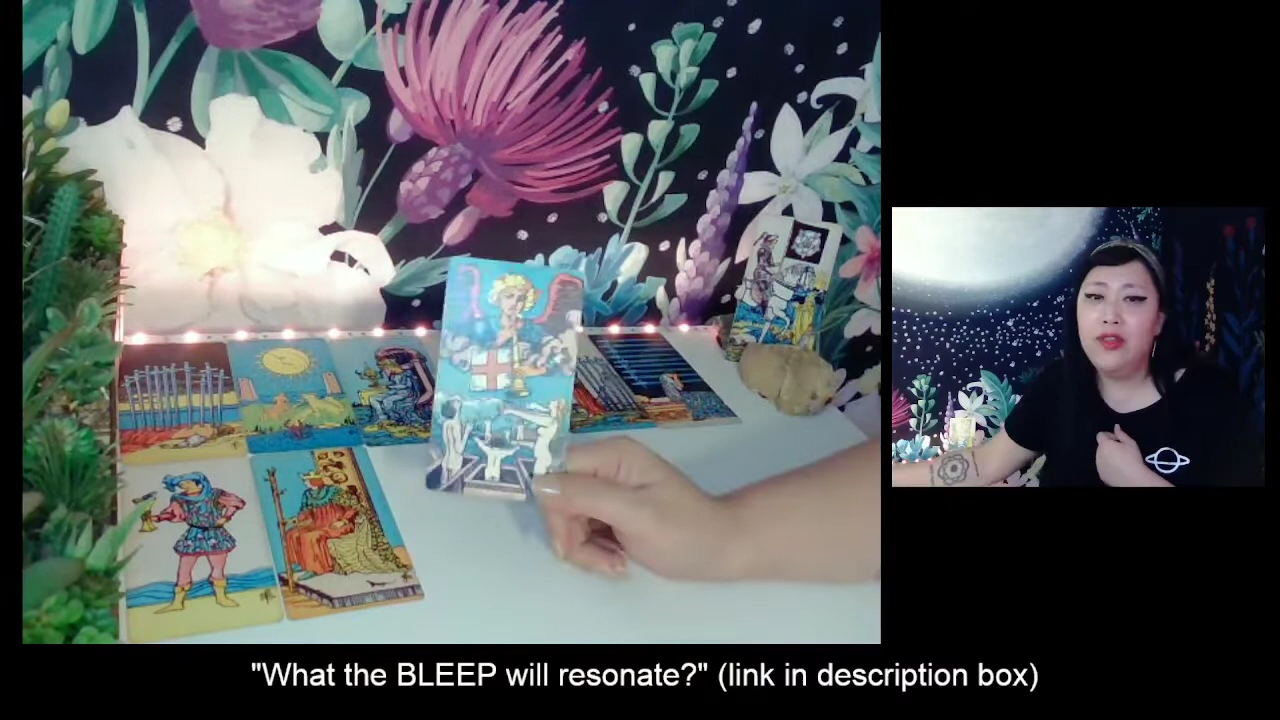 "What the BLEEP will resonate?" (link in description box)